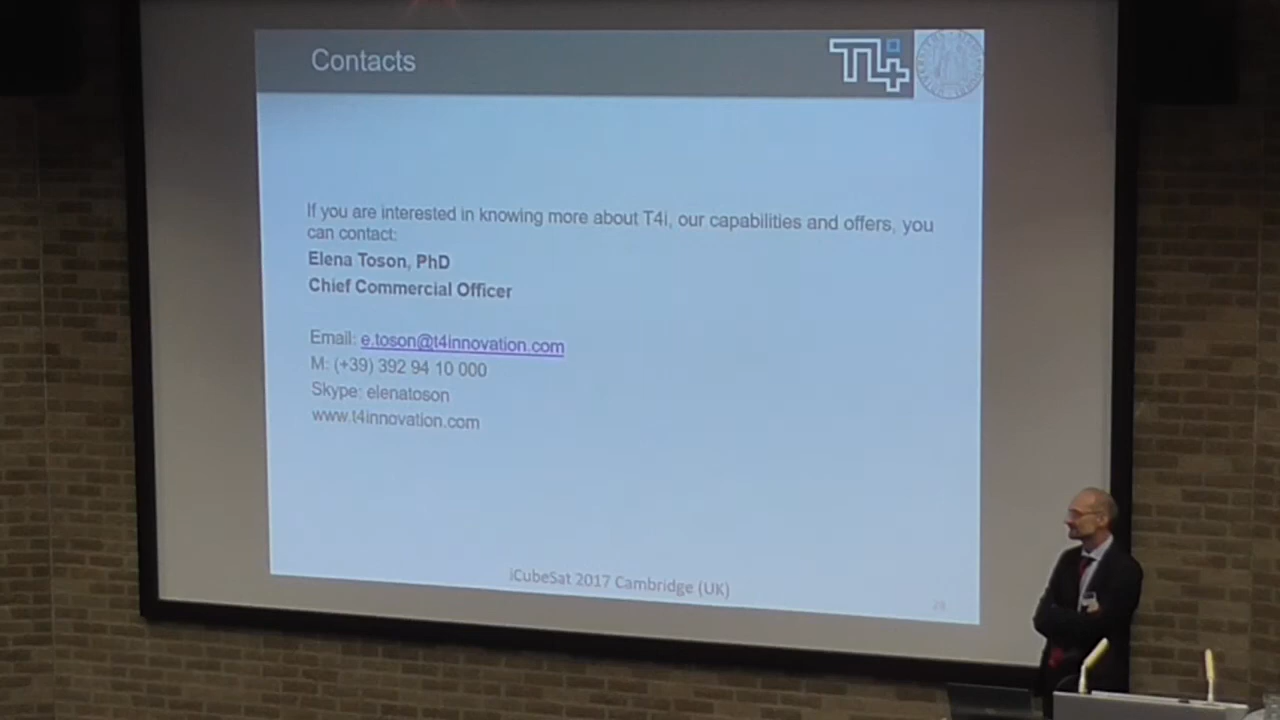 Contacts
T4i
If you are interested in knowing more about T4i, our capabilities and offers, you
can contact:
Elena Toson, PhD
Chief Commercial Officer
Email: e.toson@t4innovation.com
M: (+39) 392 94 10 000
Skype: elenatoson
www.t4innovation.com
iCubeSat 2017 Cambridge (UK)